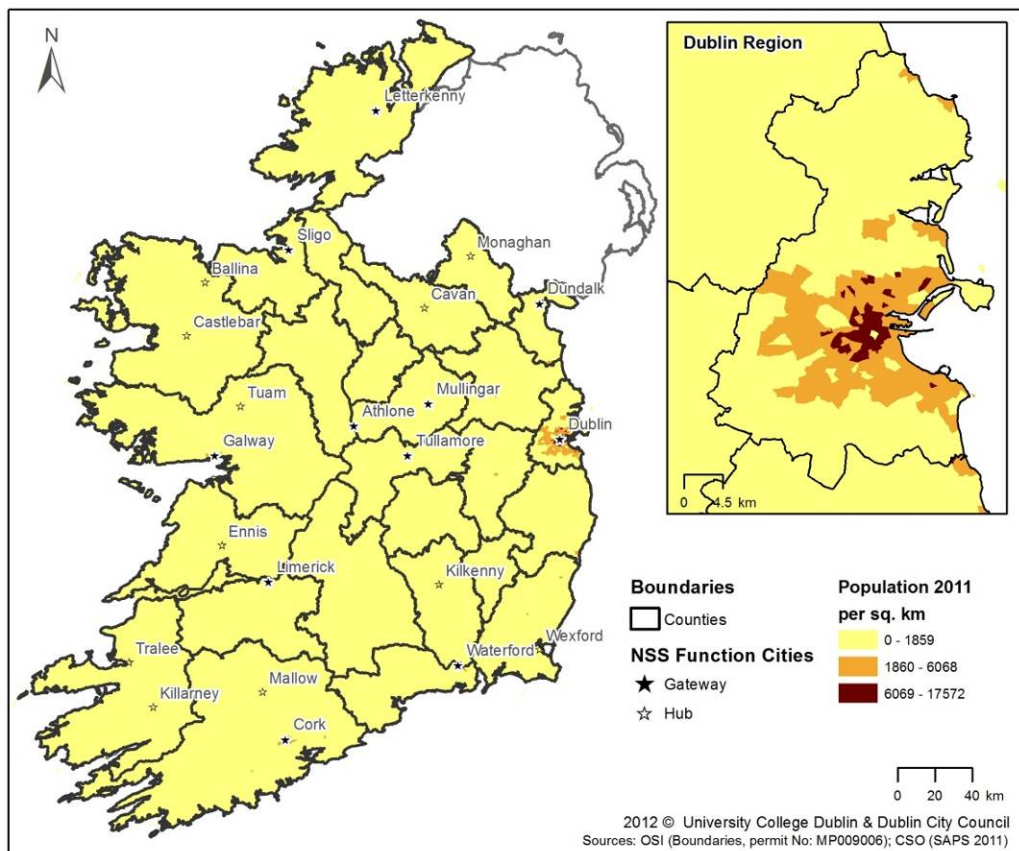 N
Letterkenny
Sligo
Monaghan
Ballina
Cavan
Dundalk
Castlebar
Mullingar
Tuam
Athlone
Dublin
Galway
Tullamore
Ennis
Limerick
Kilkenny
Wexford
Tralee
Waterford
Killarney
Mallow
Cork
Dublin Region
0 4.5 km
Boundaries
Counties
NSS Function Cities
Gateway
Hub
Population 2011
per sq. km
0 - 1859
1860 - 6068
6069 - 17572
0 20 40 km
2012 © University College Dublin & Dublin City Council
Sources: OSI (Boundaries, permit No: MP009006); CSO (SAPS 2011)